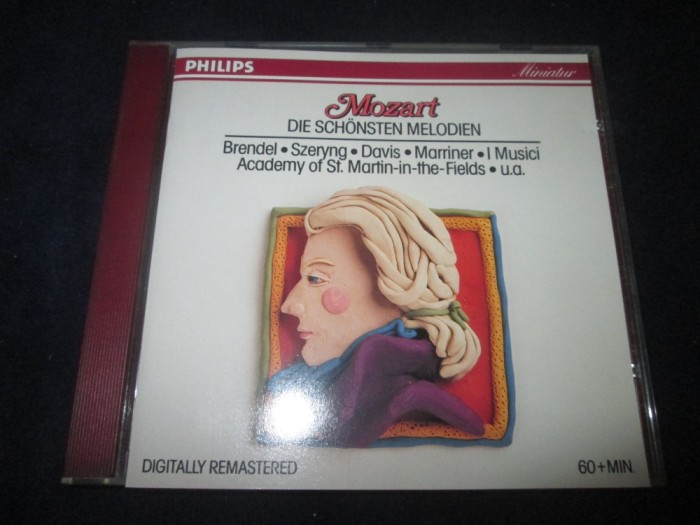 PHILIPS
Miniatur
Mozart
DIE SCHÖNSTEN MELODIEN
Brendel • Szeryng • Davis • Marriner • I Musici
Academy of St. Martin-in-the-Fields • u.a.
DIGITALLY REMASTERED
60+MIN.